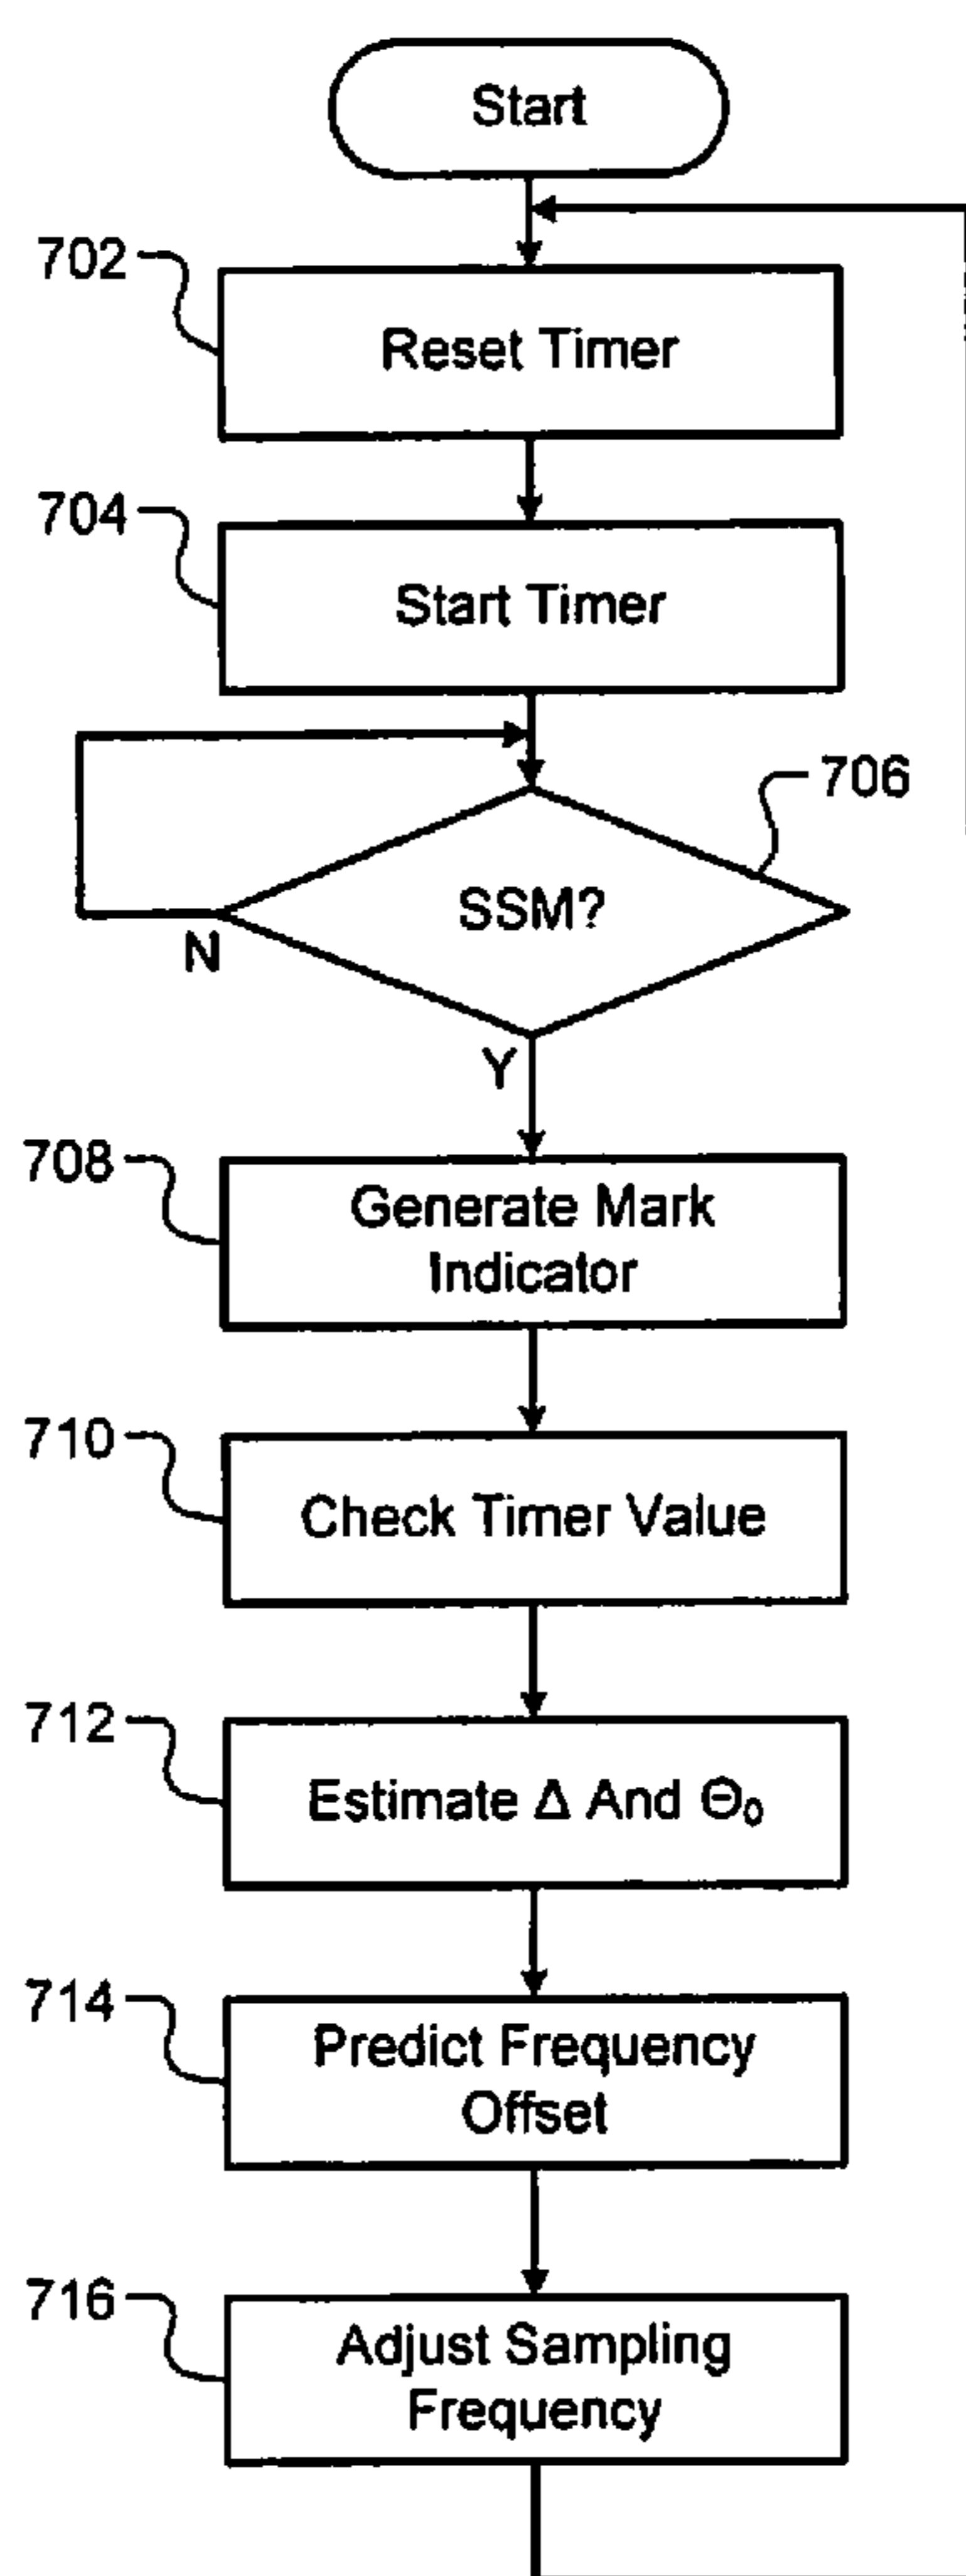 Start
702
Reset Timer
704
Start Timer
706
SSM?
N
Y
708
Generate Mark
Indicator
710
Check Timer Value
712
Estimate Δ And Θ₀
714
Predict Frequency
Offset
716
Adjust Sampling
Frequency